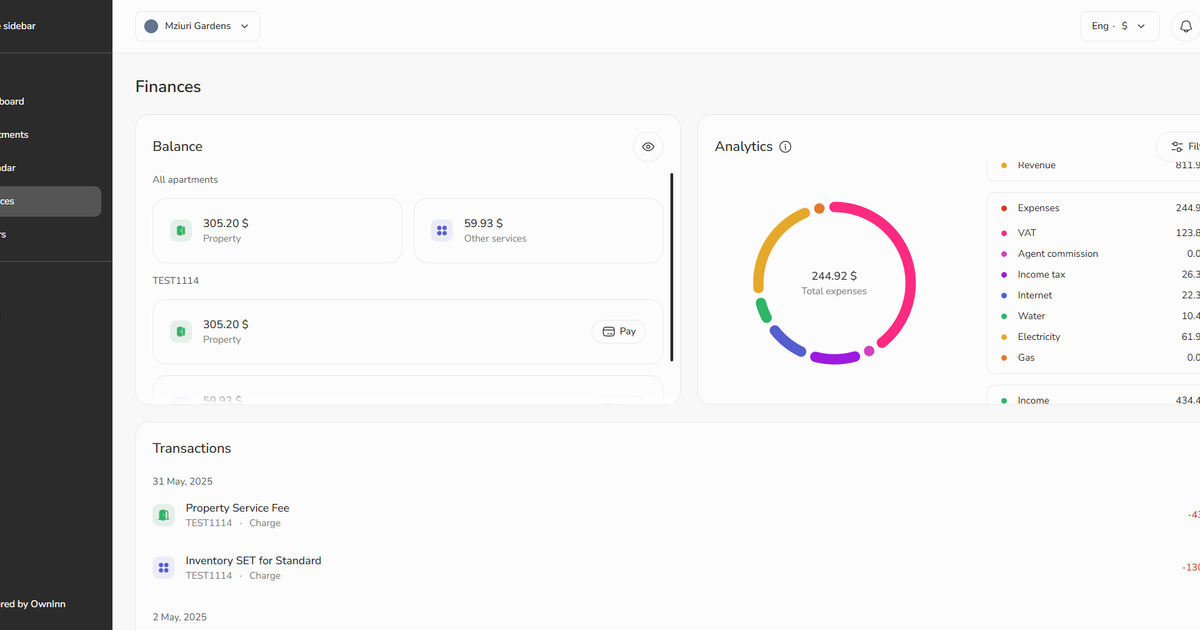 sidebar
Mziuri Gardens
Eng · $
board
tments
ndar
ces
rs
red by OwnInn
Finances
Balance
All apartments
305.20 $
Property
59.93 $
Other services
TEST1114
305.20 $
Property
Pay
59.93 $
Analytics
Filt
244.92 $
Total expenses
Revenue 811.9
Expenses 244.9
VAT 123.8
Agent commission 0.0
Income tax 26.3
Internet 22.3
Water 10.4
Electricity 61.9
Gas 0.0
Income 434.4
Transactions
31 May, 2025
Property Service Fee
TEST1114 · Charge
-43
Inventory SET for Standard
TEST1114 · Charge
-130
2 May, 2025